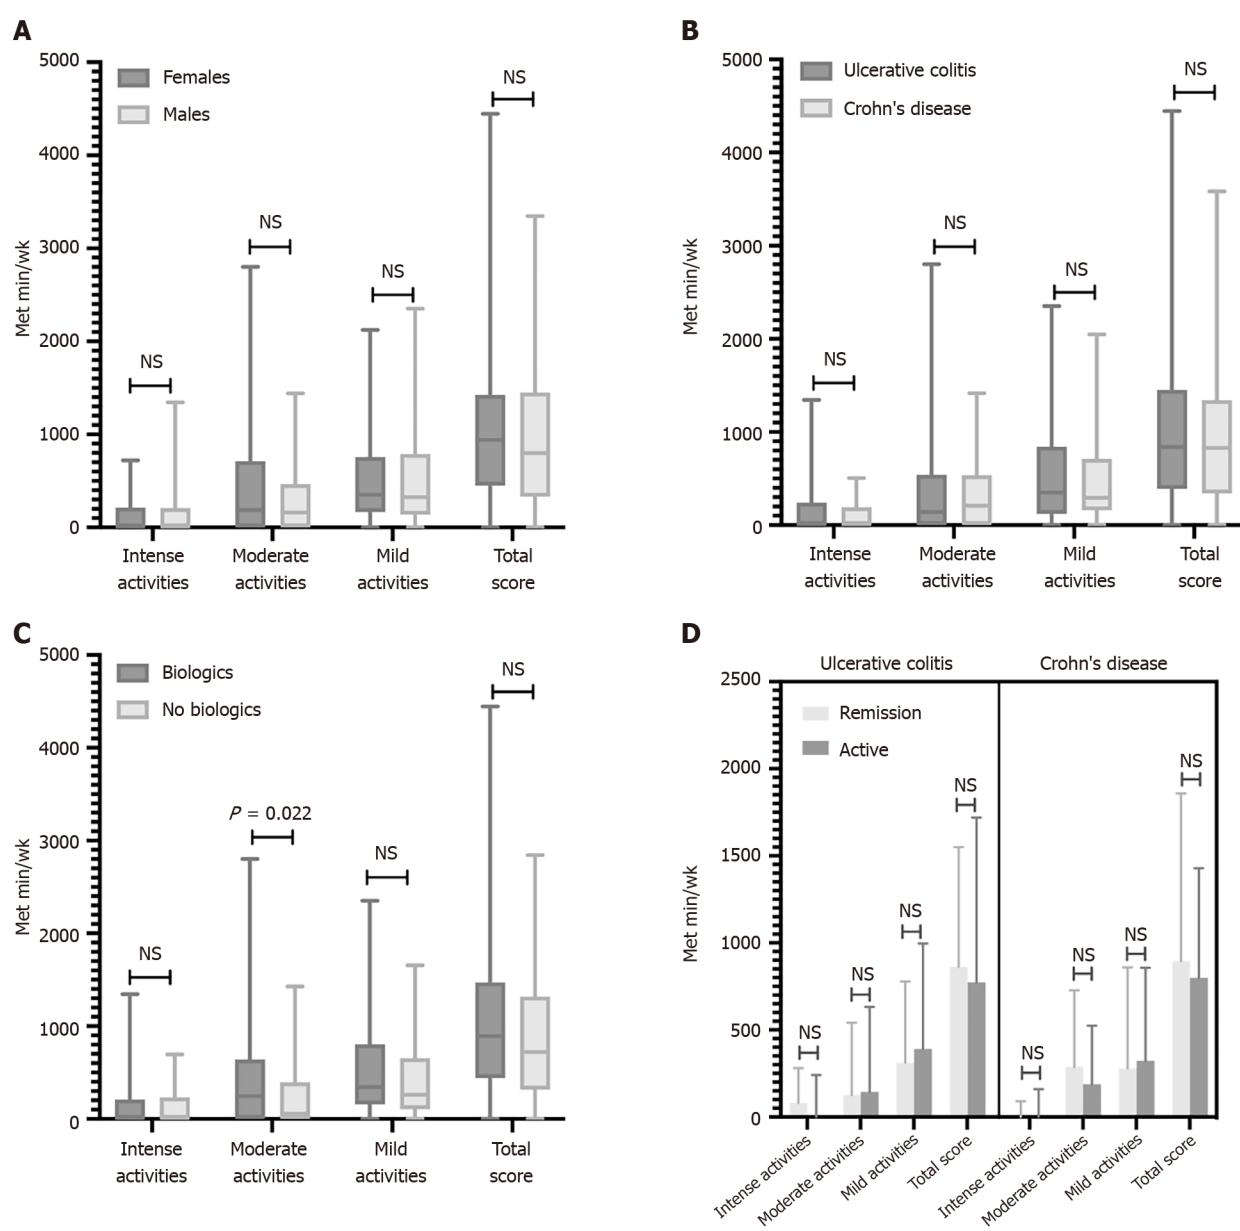 A
Met min/wk
5000
4000
3000
2000
1000
0
Females
Males
NS
NS
NS
NS
Intense activities
Moderate activities
Mild activities
Total score
B
Met min/wk
5000
4000
3000
2000
1000
0
Ulcerative colitis
Crohn's disease
NS
NS
NS
NS
Intense activities
Moderate activities
Mild activities
Total score
C
Met min/wk
5000
4000
3000
2000
1000
0
Biologics
No biologics
NS
P = 0.022
NS
NS
Intense activities
Moderate activities
Mild activities
Total score
D
Met min/wk
2500
2000
1500
1000
500
0
Ulcerative colitis
Crohn's disease
Remission
Active
NS
NS
NS
NS
NS
NS
NS
NS
Intense activities
Moderate activities
Mild activities
Total score
Intense activities
Moderate activities
Mild activities
Total score